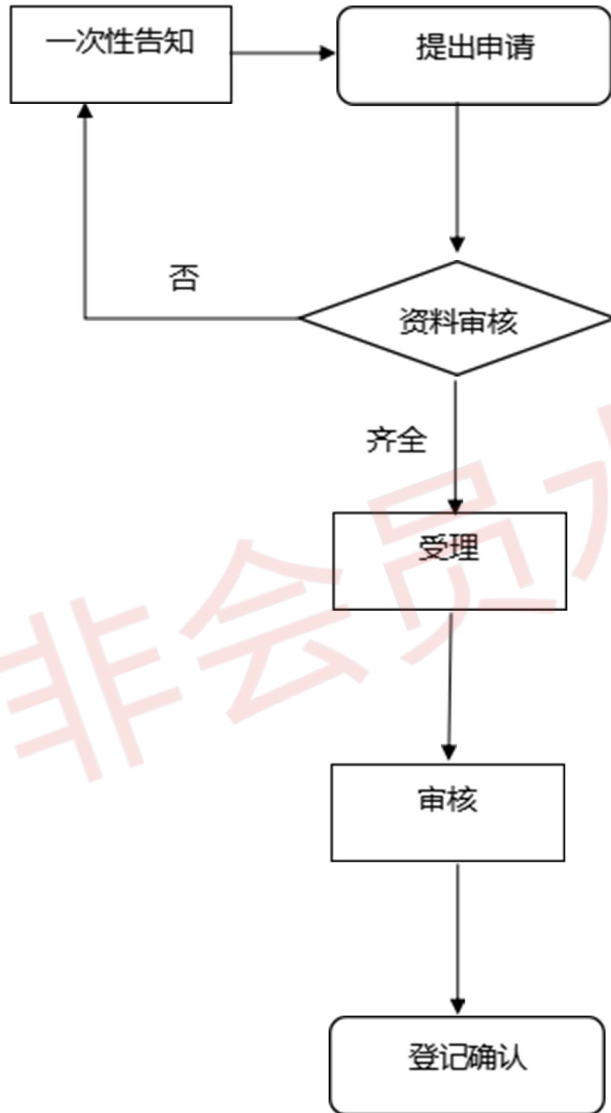 一次性告知
提出申请
否
资料审核
齐全
受理
非会员水
审核
登记确认